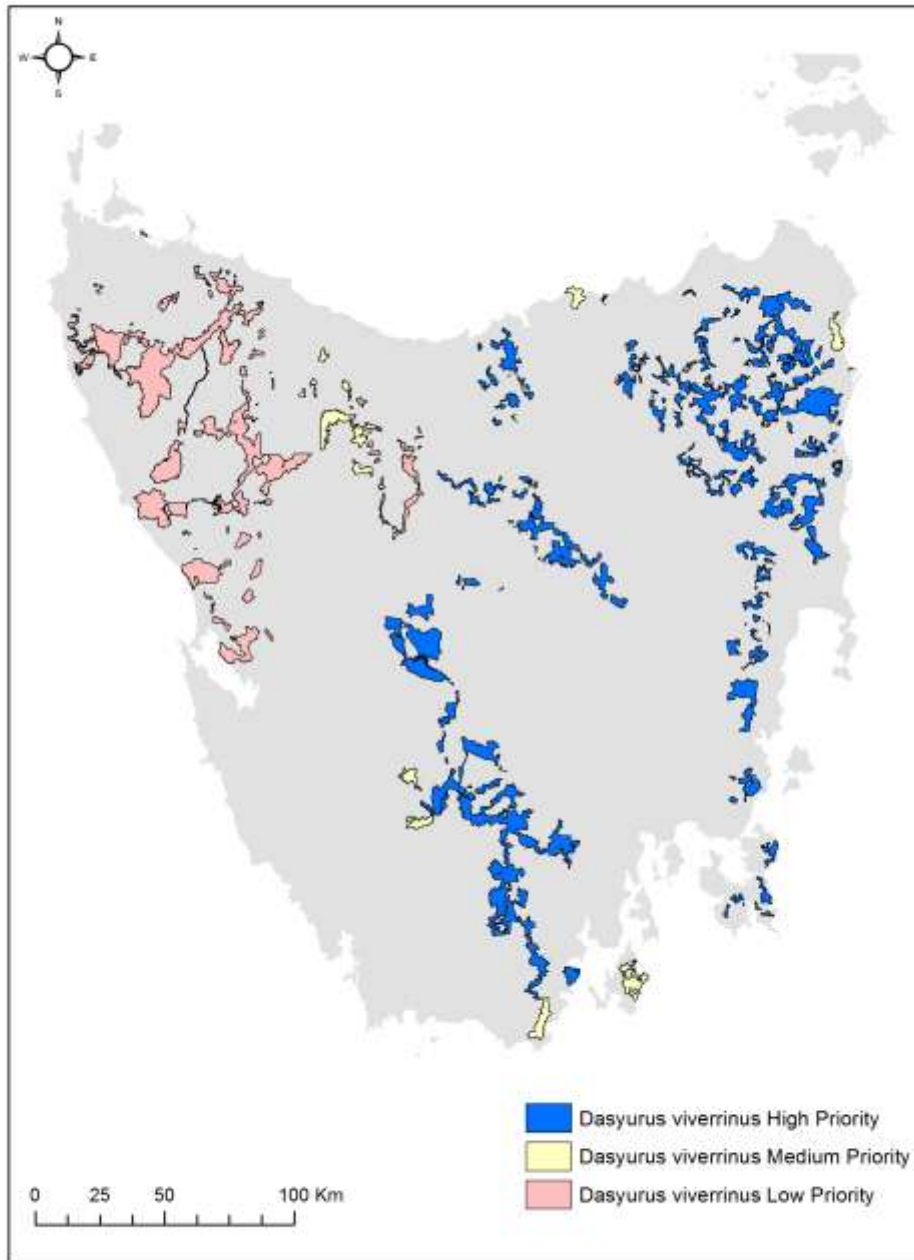 N
W E
S
Dasyurus viverrinus High Priority
Dasyurus viverrinus Medium Priority
Dasyurus viverrinus Low Priority
0 25 50 100 Km